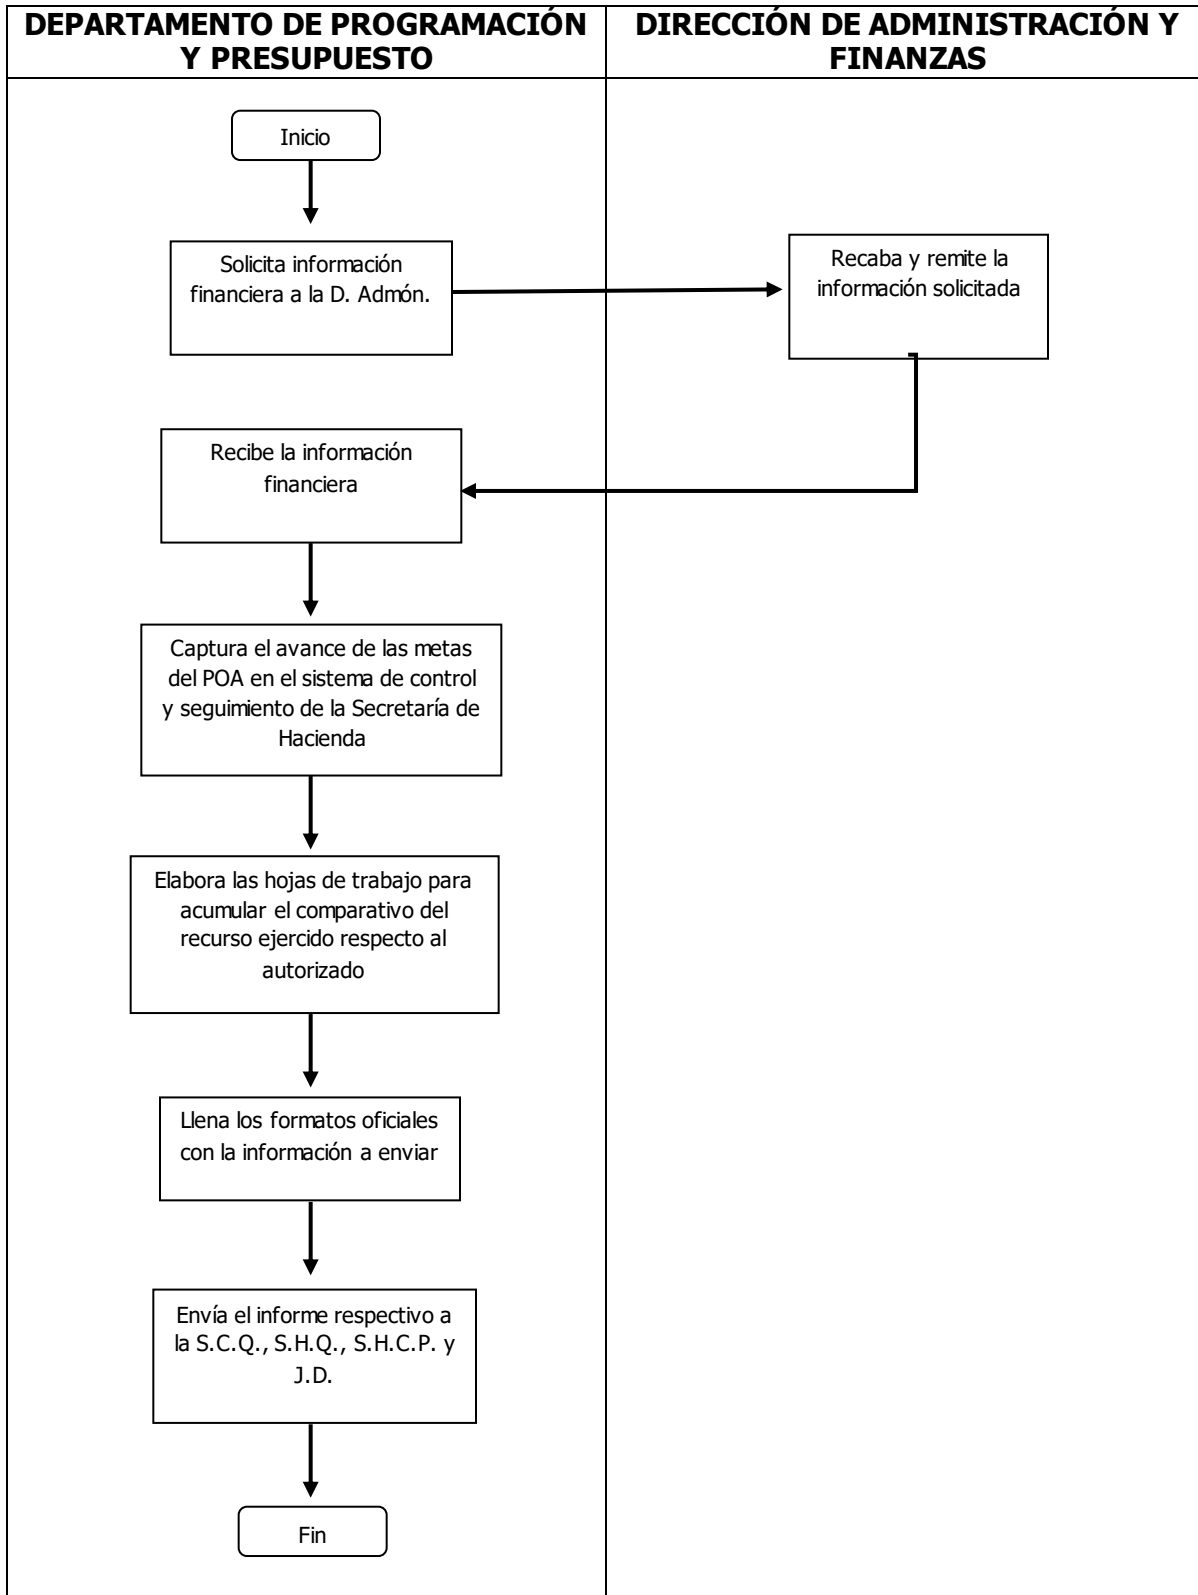 DEPARTAMENTO DE PROGRAMACIÓN
Y PRESUPUESTO
DIRECCIÓN DE ADMINISTRACIÓN Y
FINANZAS
Inicio
Solicita información
financiera a la D. Admón.
Recaba y remite la
información solicitada
Recibe la información
financiera
Captura el avance de las metas
del POA en el sistema de control
y seguimiento de la Secretaría de
Hacienda
Elabora las hojas de trabajo para
acumular el comparativo del
recurso ejercido respecto al
autorizado
Llena los formatos oficiales
con la información a enviar
Envía el informe respectivo a
la S.C.Q., S.H.Q., S.H.C.P. y
J.D.
Fin